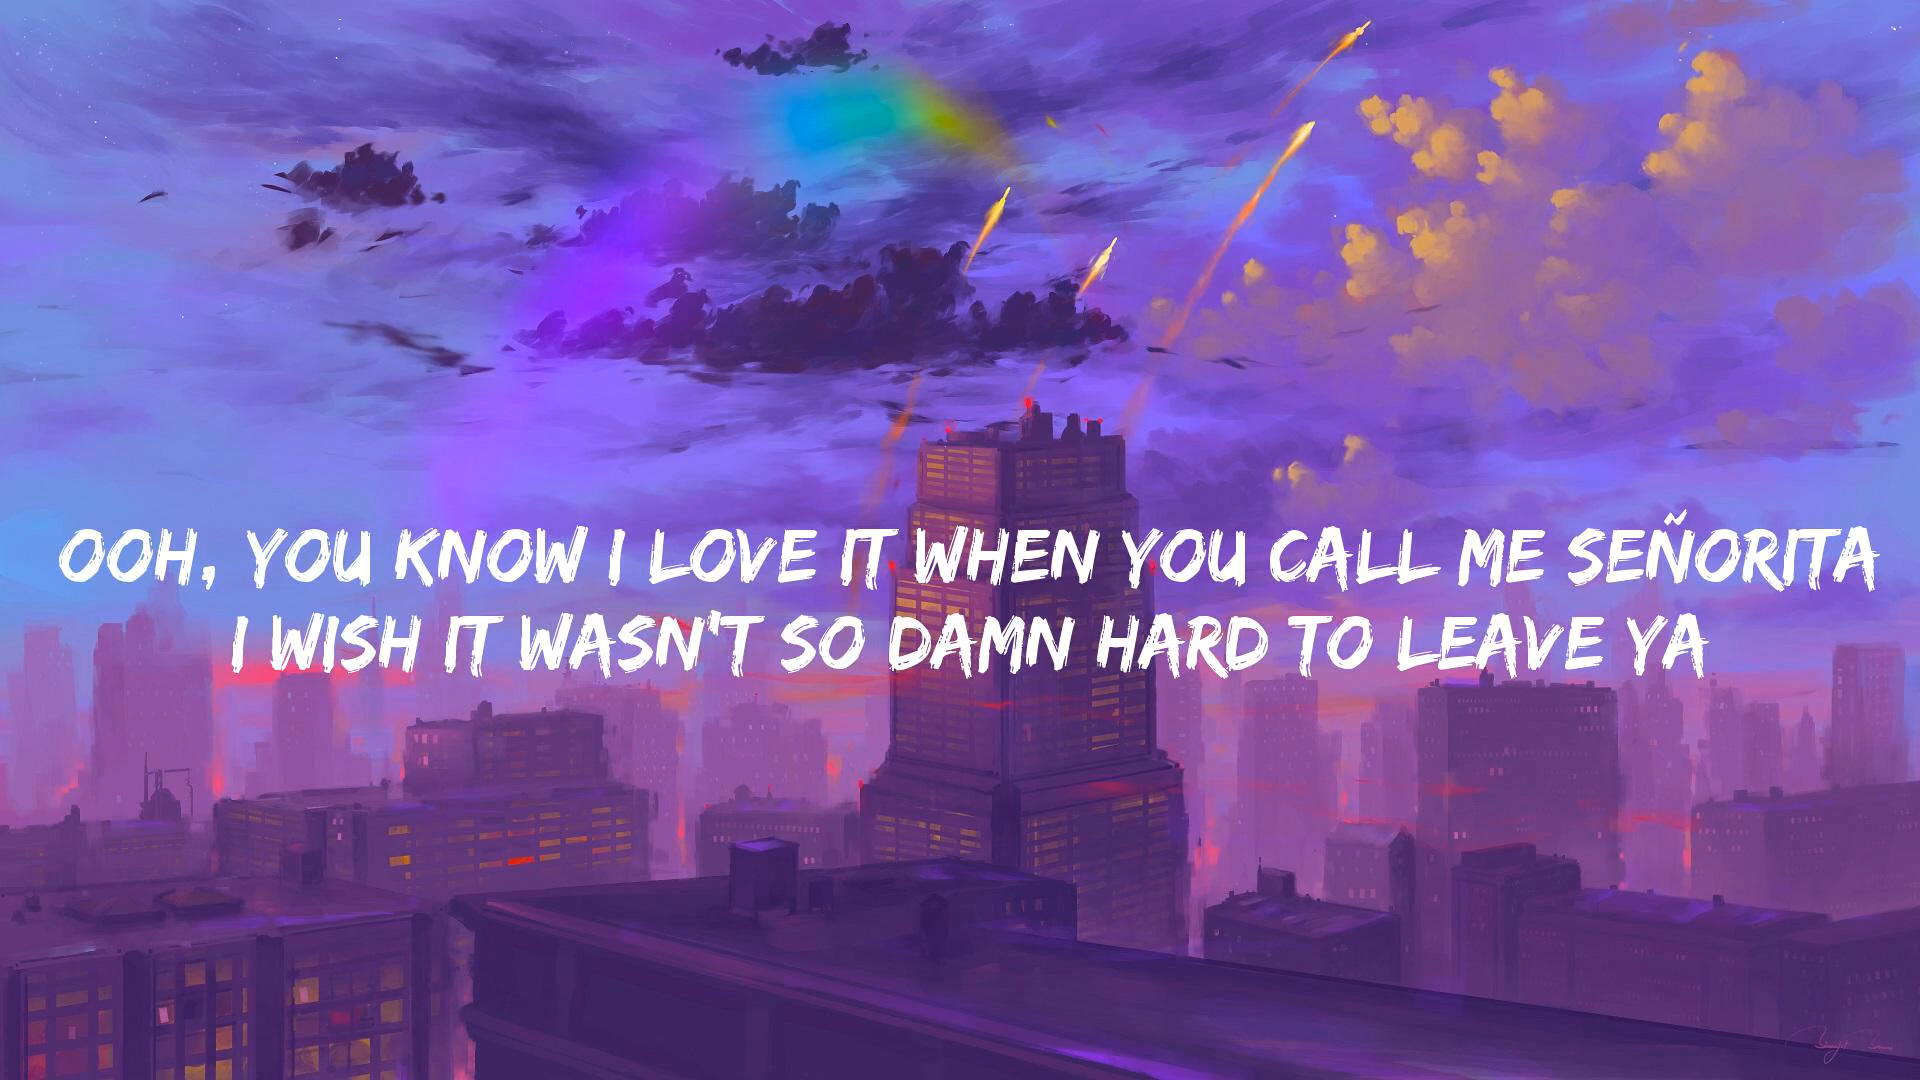 OOH, YOU KNOW I LOVE IT WHEN YOU CALL ME SEÑORITA
I WISH IT WASN'T SO DAMN HARD TO LEAVE YA